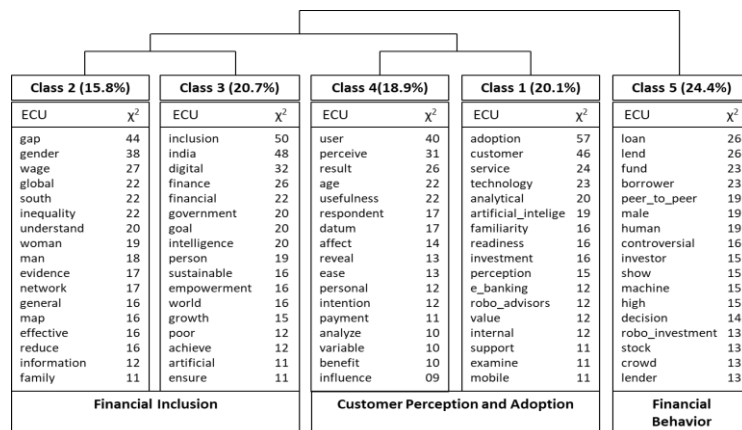 Class 2 (15.8%) Class 3 (20.7%) Class 4(18.9%) Class 1 (20.1%) Class 5 (24.4%)
ECU χ² ECU χ² ECU χ² ECU χ² ECU χ²
gap 44 inclusion 50 user 40 adoption 57 loan 26
gender 38 india 48 perceive 31 customer 46 lend 26
wage 27 digital 32 result 26 service 24 fund 23
global 22 finance 26 age 22 technology 23 borrower 23
south 22 financial 22 usefulness 22 analytical 20 peer_to_peer 19
inequality 22 government 20 respondent 17 artificial_intelige 19 male 19
understand 20 goal 20 datum 17 familiarity 16 human 19
woman 19 intelligence 20 affect 14 readiness 16 controversial 16
man 18 person 19 reveal 13 investment 16 investor 15
evidence 17 sustainable 16 ease 13 perception 15 show 15
network 17 empowerment 16 personal 12 e_banking 12 machine 15
general 16 world 16 intention 12 robo_advisors 12 high 15
map 16 growth 15 payment 11 value 12 decision 14
effective 16 poor 12 analyze 10 internal 12 robo_investment 13
reduce 16 achieve 12 variable 10 support 11 stock 13
information 12 artificial 11 benefit 10 examine 11 crowd 13
family 11 ensure 11 influence 09 mobile 11 lender 13
Financial Inclusion Customer Perception and Adoption Financial
Behavior